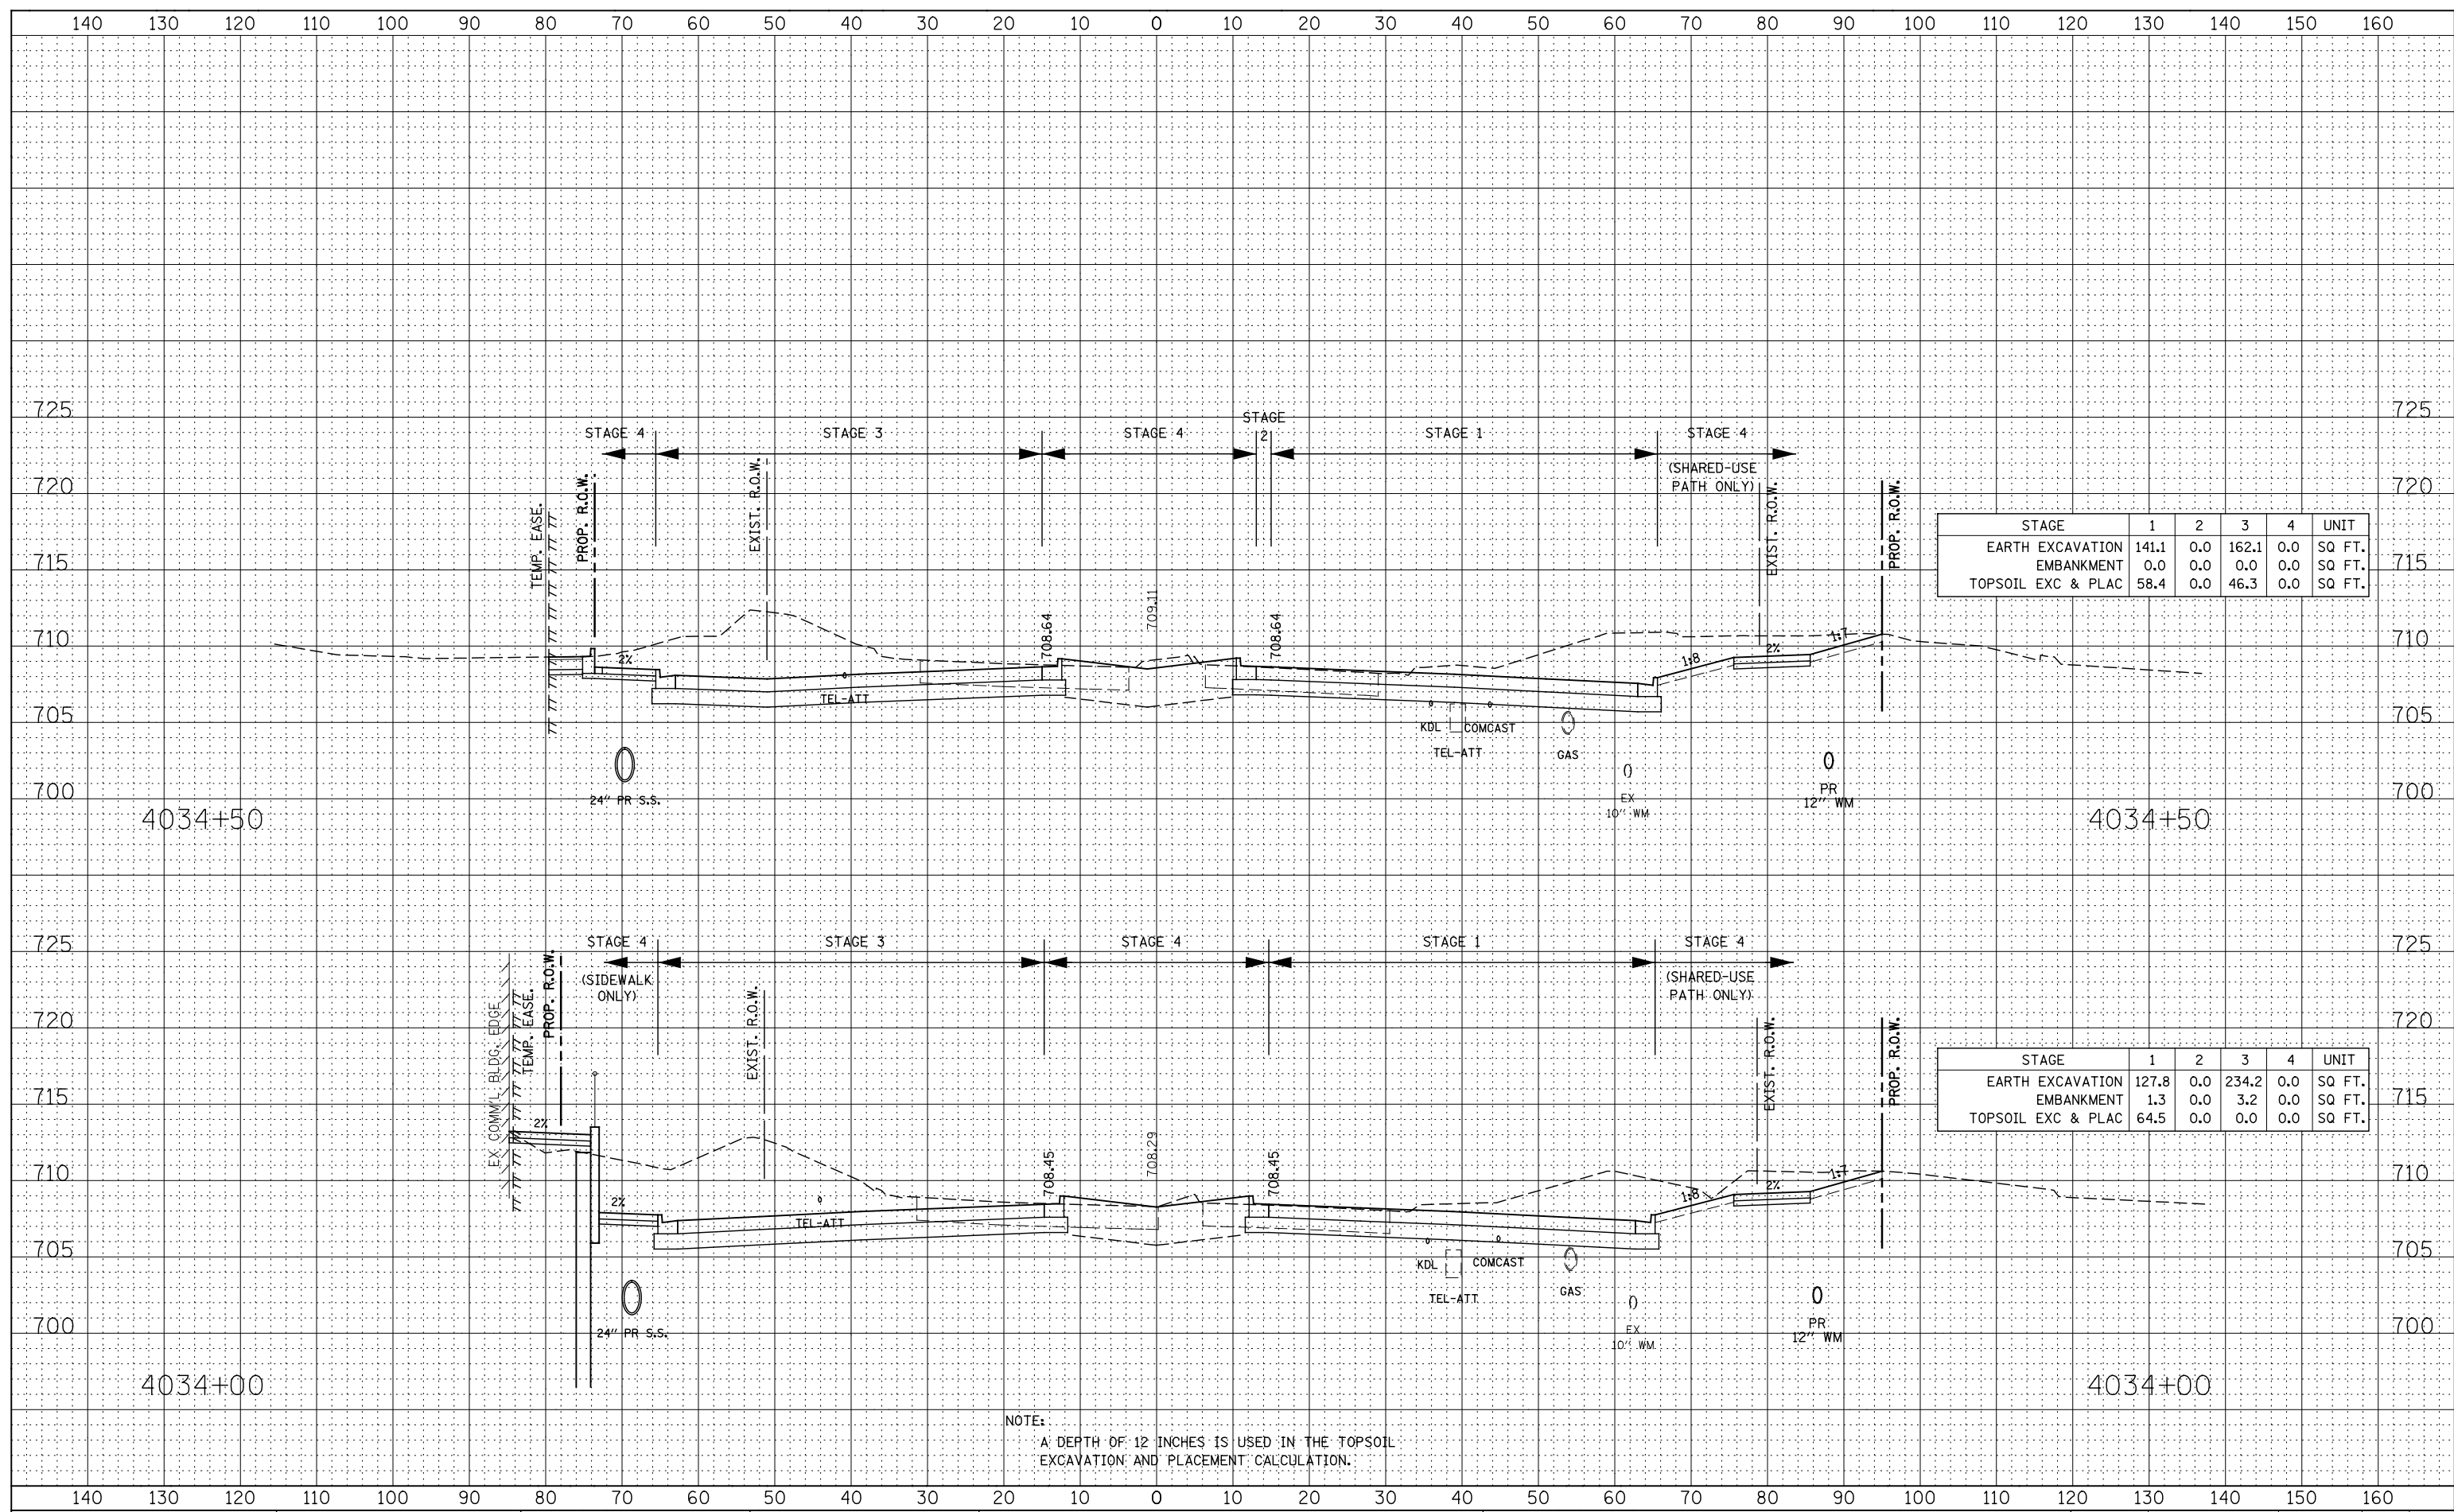 140 130 120 110 100 90 80 70 60 50 40 30 20 10 0 10 20 30 40 50 60 70 80 90 100 110 120 130 140 150 160
725 725
STAGE
STAGE 4 STAGE 3 STAGE 4 2 STAGE 1 STAGE 4
(SHARED-USE
PATH ONLY)
720 720
TEMP. EASE.
PROP. R.O.W.
EXIST. R.O.W.
EXIST. R.O.W.
PROP. R.O.W.
STAGE 1 2 3 4 UNIT
EARTH EXCAVATION 141.1 0.0 162.1 0.0 SQ FT.
EMBANKMENT 0.0 0.0 0.0 0.0 SQ FT.
TOPSOIL EXC & PLAC 58.4 0.0 46.3 0.0 SQ FT.
715 715
710 710
708.64
709.11
708.64
2%
1:8
2%
1:7
TEL-ATT
705 705
KDL COMCAST
TEL-ATT
GAS
700 700
24" PR S.S.
EX
10" WM
PR
12" WM
4034+50 4034+50
725 725
STAGE 4 STAGE 3 STAGE 4 STAGE 1 STAGE 4
(SIDEWALK
ONLY)
(SHARED-USE
PATH ONLY)
720 720
EX COMM'L BLDG. EDGE
TEMP. EASE.
PROP. R.O.W.
EXIST. R.O.W.
EXIST. R.O.W.
PROP. R.O.W.
STAGE 1 2 3 4 UNIT
EARTH EXCAVATION 127.8 0.0 234.2 0.0 SQ FT.
EMBANKMENT 1.3 0.0 3.2 0.0 SQ FT.
TOPSOIL EXC & PLAC 64.5 0.0 0.0 0.0 SQ FT.
715 715
2%
710 710
708.45
708.29
708.45
2%
1:8
2%
1:7
TEL-ATT
705 705
KDL COMCAST
TEL-ATT
GAS
700 700
24" PR S.S.
EX
10" WM
PR
12" WM
4034+00 4034+00
NOTE:
A DEPTH OF 12 INCHES IS USED IN THE TOPSOIL
EXCAVATION AND PLACEMENT CALCULATION.
140 130 120 110 100 90 80 70 60 50 40 30 20 10 0 10 20 30 40 50 60 70 80 90 100 110 120 130 140 150 160